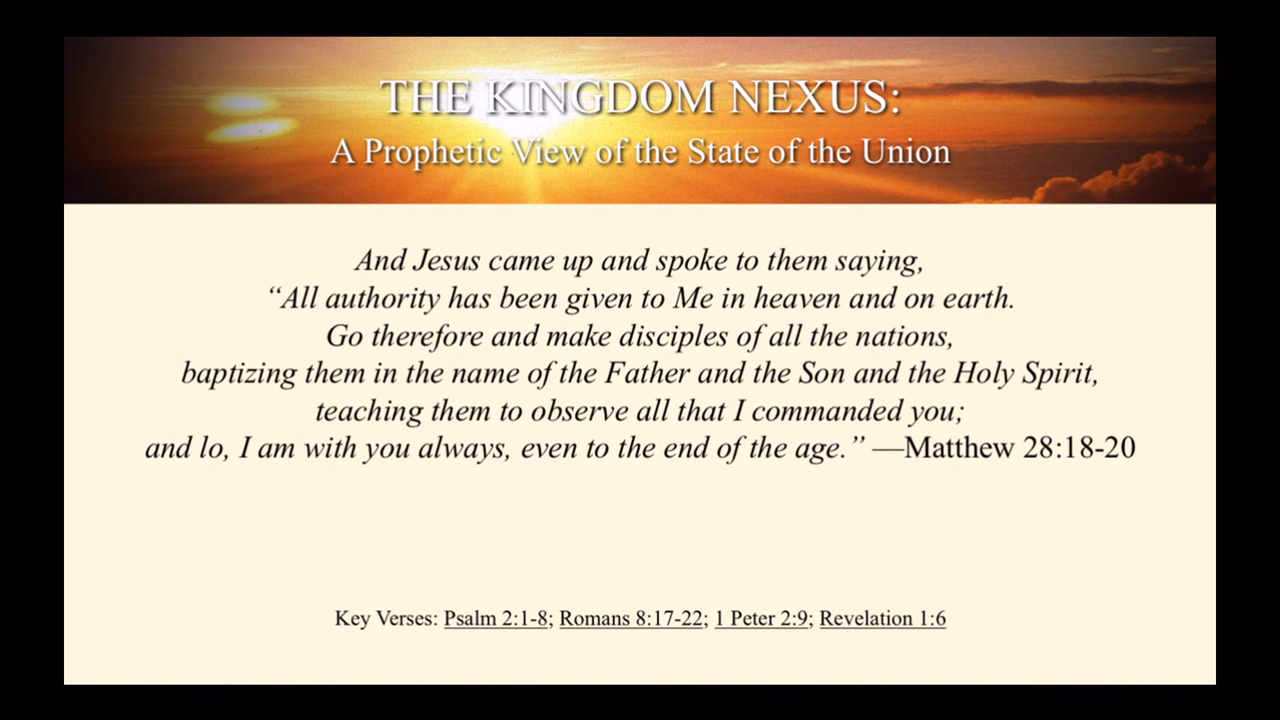 THE KINGDOM NEXUS:
A Prophetic View of the State of the Union
And Jesus came up and spoke to them saying,
“All authority has been given to Me in heaven and on earth.
Go therefore and make disciples of all the nations,
baptizing them in the name of the Father and the Son and the Holy Spirit,
teaching them to observe all that I commanded you;
and lo, I am with you always, even to the end of the age.” —Matthew 28:18-20
Key Verses: Psalm 2:1-8; Romans 8:17-22; 1 Peter 2:9; Revelation 1:6